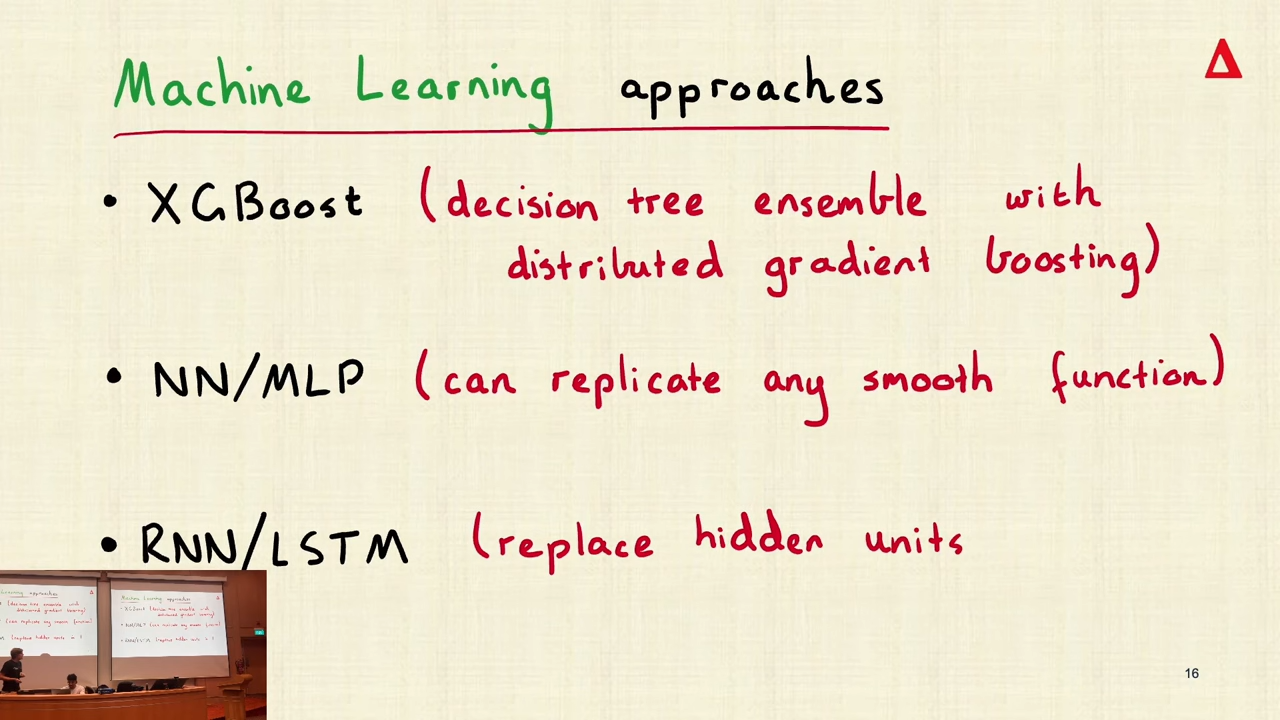 Machine Learning approaches
• XGBoost (decision tree ensemble with
distributed gradient boosting)
• NN/MLP (can replicate any smooth function)
• RNN/LSTM (replace hidden units
16